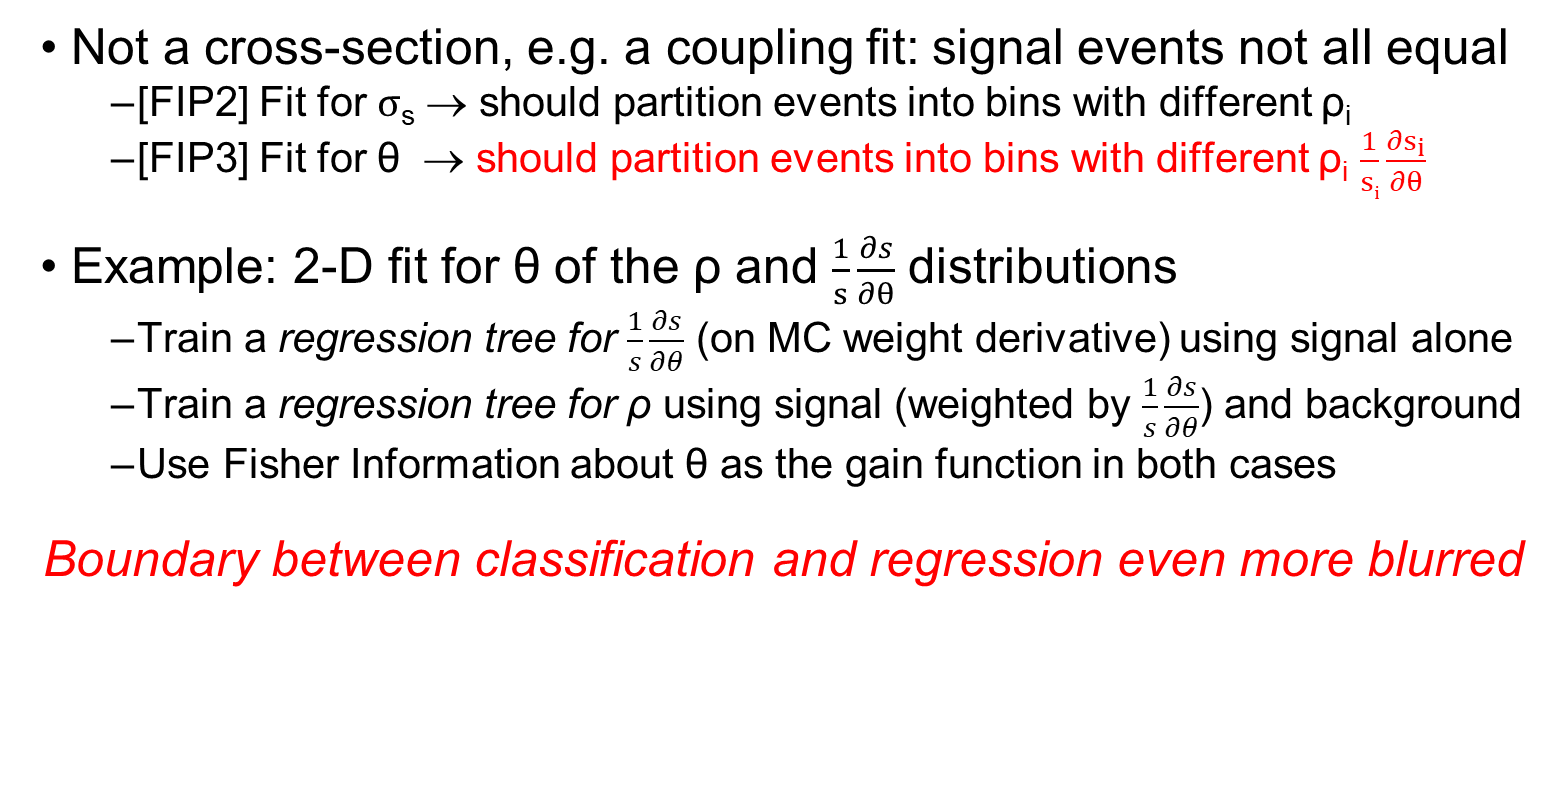 • Not a cross-section, e.g. a coupling fit: signal events not all equal
–[FIP2] Fit for σₛ → should partition events into bins with different ρᵢ
–[FIP3] Fit for θ → should partition events into bins with different ρᵢ 1/sᵢ ∂sᵢ/∂θ
• Example: 2-D fit for θ of the ρ and 1/s ∂s/∂θ distributions
–Train a regression tree for 1/s ∂s/∂θ (on MC weight derivative) using signal alone
–Train a regression tree for ρ using signal (weighted by 1/s ∂s/∂θ) and background
–Use Fisher Information about θ as the gain function in both cases
Boundary between classification and regression even more blurred